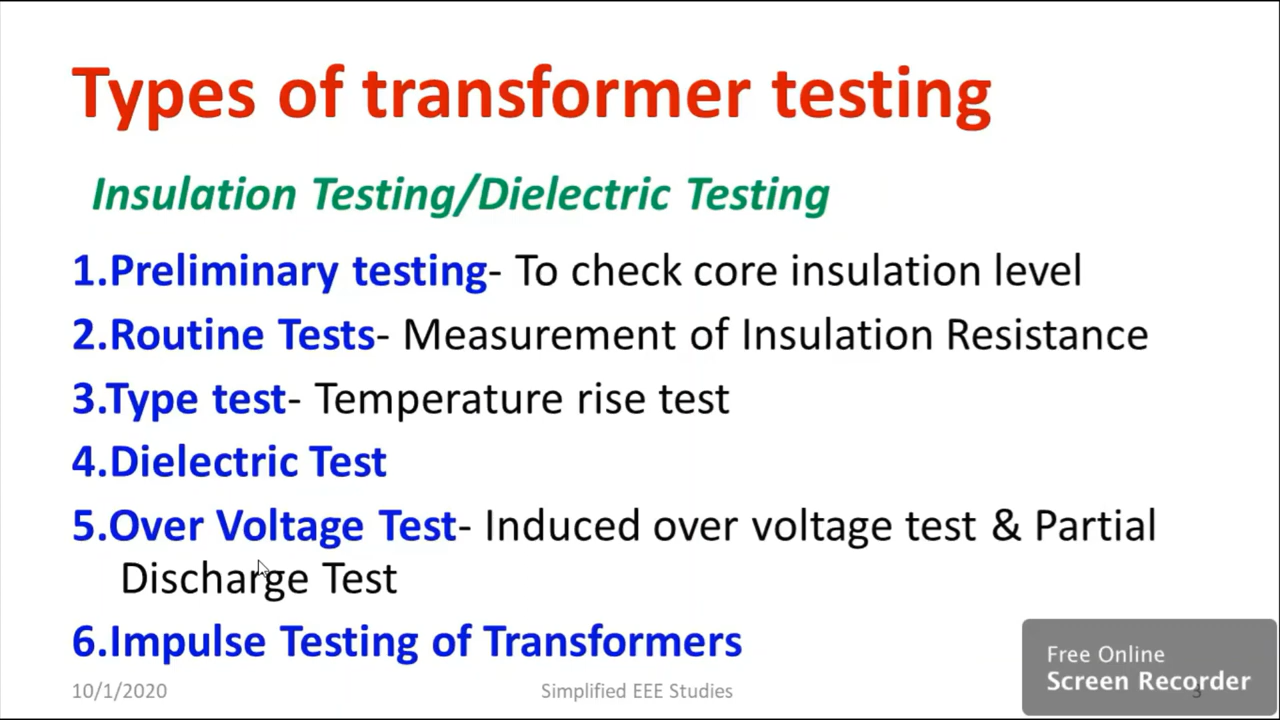 Types of transformer testing
Insulation Testing/Dielectric Testing
1.Preliminary testing- To check core insulation level
2.Routine Tests- Measurement of Insulation Resistance
3.Type test- Temperature rise test
4.Dielectric Test
5.Over Voltage Test- Induced over voltage test & Partial
Discharge Test
6.Impulse Testing of Transformers
10/1/2020
Simplified EEE Studies
Free Online
Screen Recorder